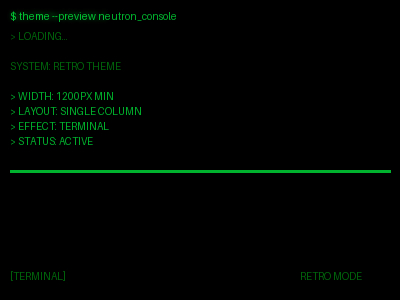 $ theme --preview neutron_console
> LOADING...
SYSTEM: RETRO THEME
> WIDTH: 1200PX MIN
> LAYOUT: SINGLE COLUMN
> EFFECT: TERMINAL
> STATUS: ACTIVE
[TERMINAL] RETRO MODE